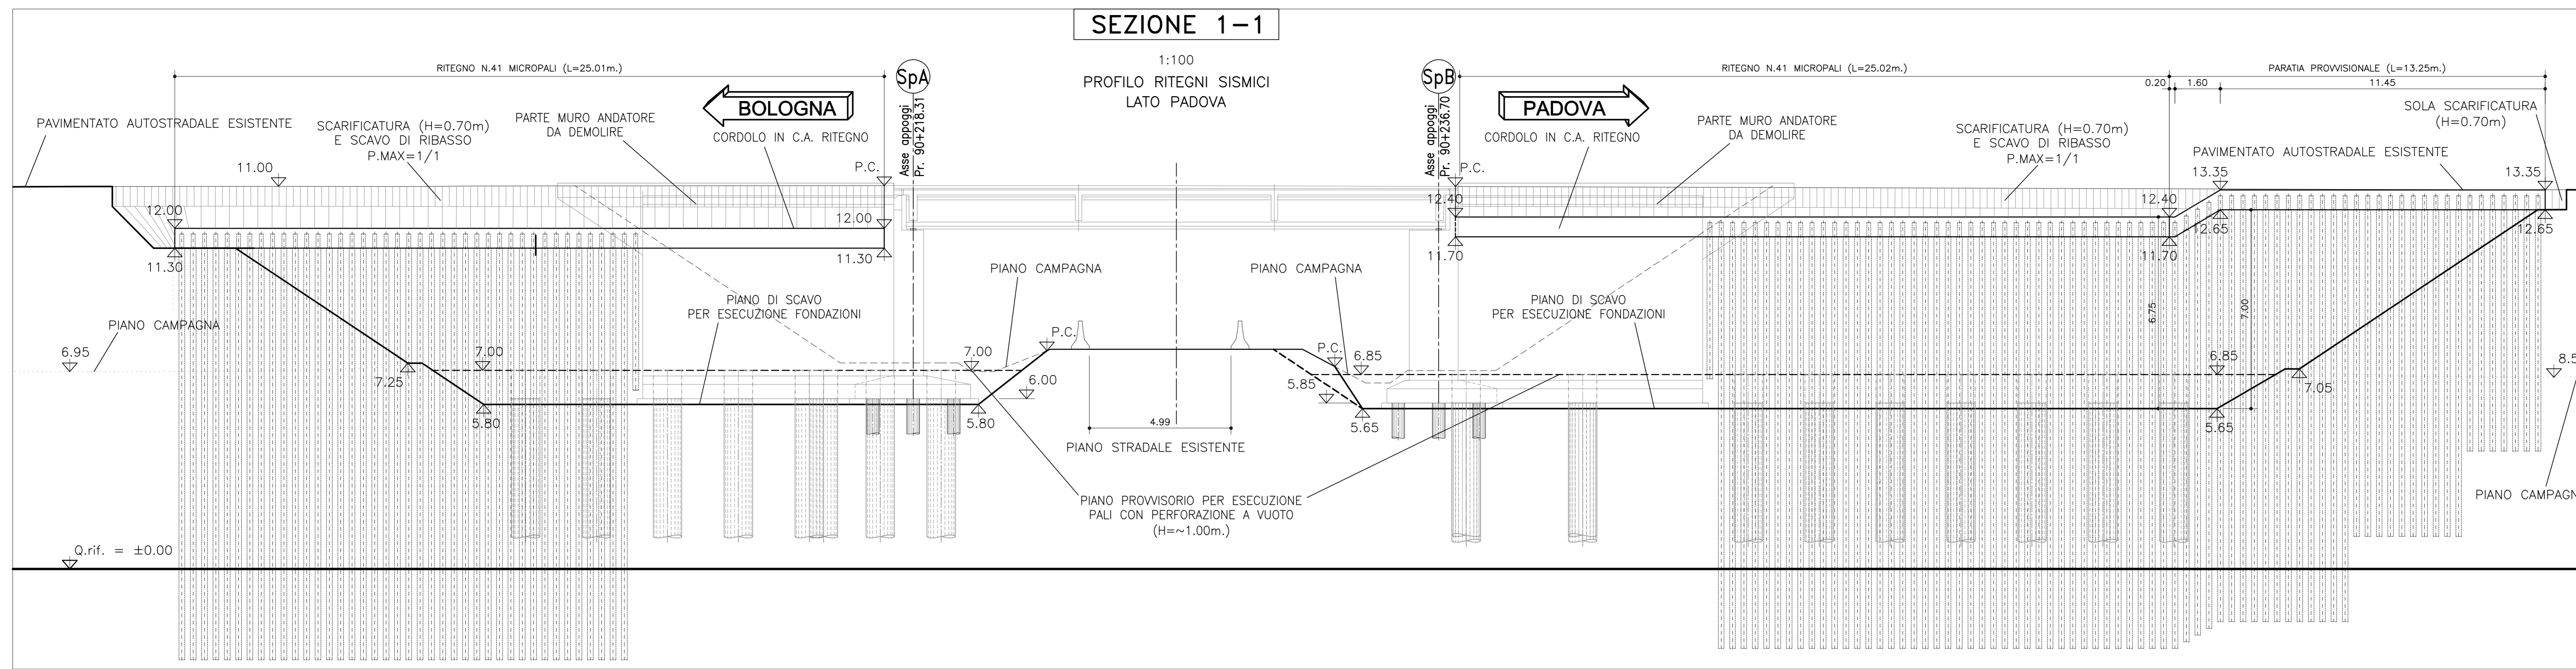 SEZIONE 1-1
1:100
PROFILO RITEGNI SISMICI
LATO PADOVA
RITEGNO N.41 MICROPALI (L=25.01m.)
SpA
SpB
RITEGNO N.41 MICROPALI (L=25.02m.)
PARATIA PROVVISIONALE (L=13.25m.)
0.20
1.60
11.45
BOLOGNA
PADOVA
Asse appoggi
Pr. 90+218.31
Asse appoggi
Pr. 90+236.70
PAVIMENTATO AUTOSTRADALE ESISTENTE
SCARIFICATURA (H=0.70m)
E SCAVO DI RIBASSO
P.MAX=1/1
PARTE MURO ANDATORE
DA DEMOLIRE
CORDOLO IN C.A. RITEGNO
CORDOLO IN C.A. RITEGNO
PARTE MURO ANDATORE
DA DEMOLIRE
SCARIFICATURA (H=0.70m)
E SCAVO DI RIBASSO
P.MAX=1/1
SOLA SCARIFICATURA
(H=0.70m)
PAVIMENTATO AUTOSTRADALE ESISTENTE
11.00
P.C.
P.C.
13.35
13.35
12.00
12.00
12.40
12.40
12.65
12.65
11.30
11.30
11.70
11.70
PIANO CAMPAGNA
PIANO CAMPAGNA
PIANO CAMPAGNA
PIANO DI SCAVO
PER ESECUZIONE FONDAZIONI
PIANO DI SCAVO
PER ESECUZIONE FONDAZIONI
6.75
7.00
P.C.
P.C.
6.95
7.25
7.00
7.00
6.00
5.85
6.85
6.85
7.05
8.5
5.80
5.80
5.65
5.65
4.99
PIANO STRADALE ESISTENTE
PIANO PROVVISORIO PER ESECUZIONE
PALI CON PERFORAZIONE A VUOTO
(H=~1.00m.)
PIANO CAMPAGN
Q.rif. = ±0.00